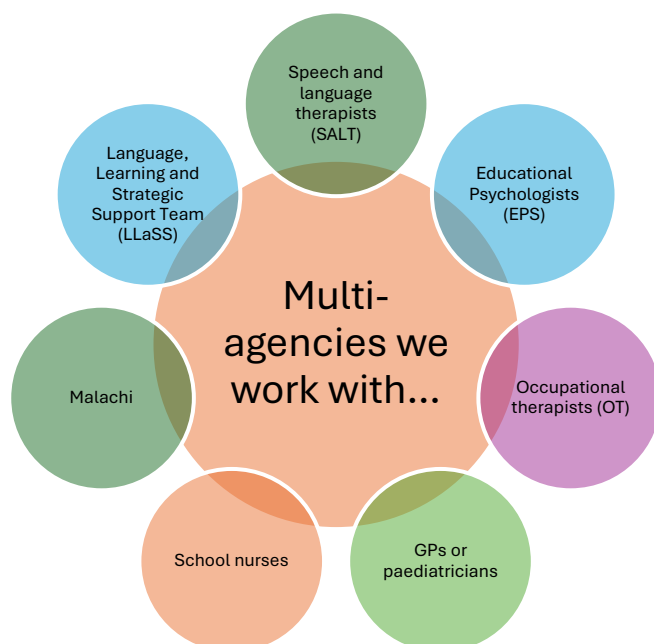 Speech and
language
therapists
(SALT)
Educational
Psychologists
(EPS)
Occupational
therapists (OT)
GPs or
paediatricians
School nurses
Malachi
Language,
Learning and
Strategic
Support Team
(LLaSS)
Multi-
agencies we
work with...